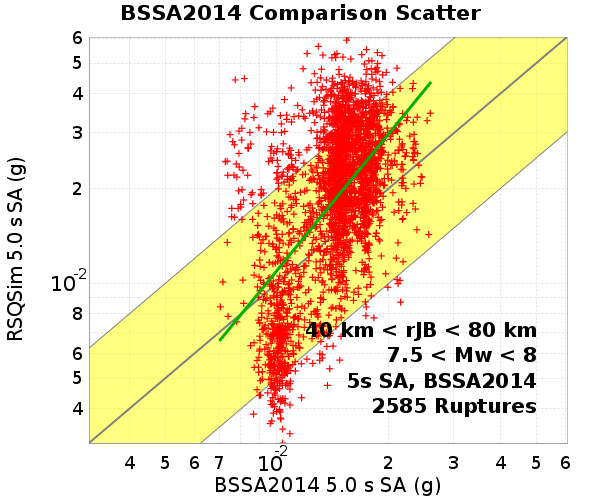 BSSA2014 Comparison Scatter
6
5
4
3
2
10-2
8
6
5
4
RSQSim 5.0 s SA (g)
40 km < rJB < 80 km
7.5 < Mw < 8
5s SA, BSSA2014
2585 Ruptures
4 5 6 7 10-2 2 3 4 5 6
BSSA2014 5.0 s SA (g)